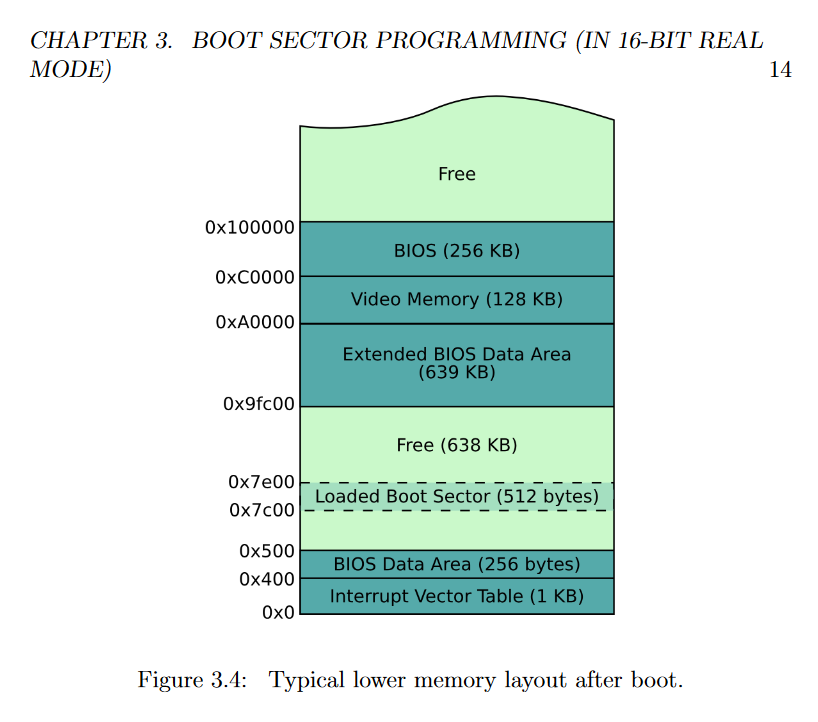 CHAPTER 3. BOOT SECTOR PROGRAMMING (IN 16-BIT REAL
MODE) 14
Free
0x100000
BIOS (256 KB)
0xC0000
Video Memory (128 KB)
0xA0000
Extended BIOS Data Area
(639 KB)
0x9fc00
Free (638 KB)
0x7e00
Loaded Boot Sector (512 bytes)
0x7c00
0x500
BIOS Data Area (256 bytes)
0x400
Interrupt Vector Table (1 KB)
0x0
Figure 3.4: Typical lower memory layout after boot.